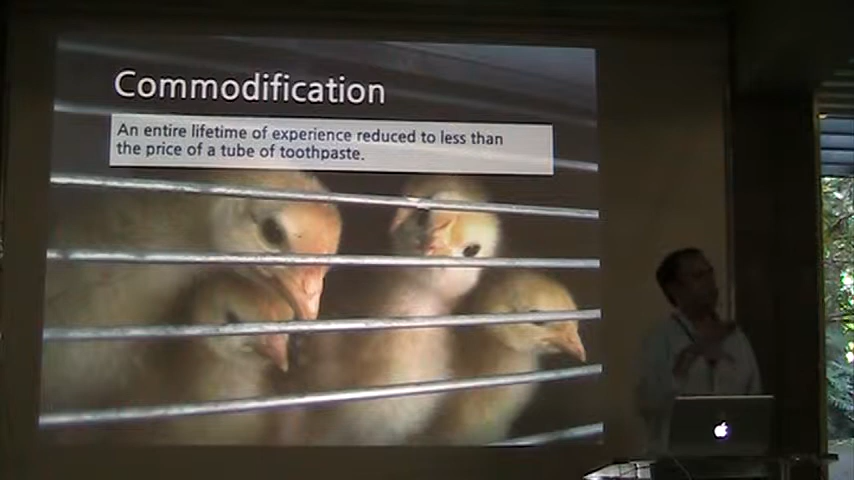 Commodification
An entire lifetime of experience reduced to less than
the price of a tube of toothpaste.